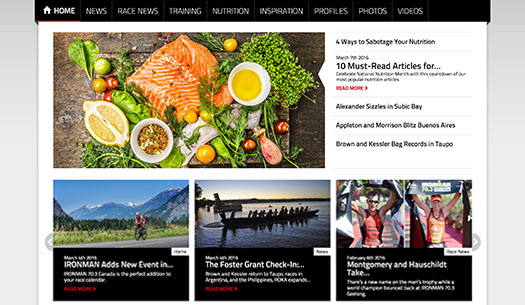 HOME NEWS RACE NEWS TRAINING NUTRITION INSPIRATION PROFILES PHOTOS VIDEOS
4 Ways to Sabotage Your Nutrition
March 7th 2016
10 Must-Read Articles for...
Celebrate National Nutrition Month with this countdown of our
most popular nutrition articles.
READ MORE
Alexander Sizzles in Subic Bay
Appleton and Morrison Blitz Buenos Aires
Brown and Kessler Bag Records in Taupo
Home
March 4th 2016
IRONMAN Adds New Event in...
IRONMAN 70.3 Canada is the perfect addition to
your race calendar.
READ MORE
News
March 6th 2016
The Foster Grant Check-In:...
Brown and Kessler return to Taupo, races in
Argentina, and the Philippines, ROKA expands...
READ MORE
IRONMAN
70.3
Race News
February 6th 2016
Montgomery and Hauschildt
Take...
There's a new name on the men's trophy while a
world champion bounced back at IRONMAN 70.3
Geelong.